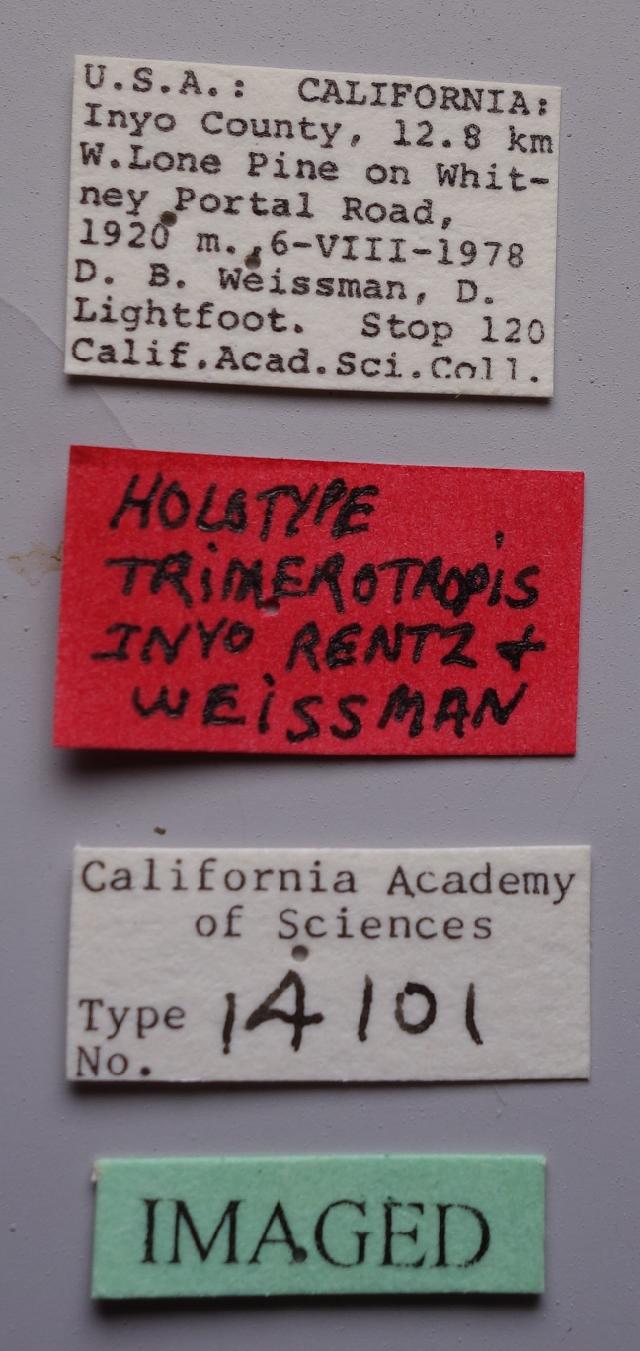 U.S.A.: CALIFORNIA:
Inyo County, 12.8 km
W.Lone Pine on Whit-
ney Portal Road,
1920 m., 6-VIII-1978
D. B. Weissman, D.
Lightfoot. Stop 120
Calif.Acad.Sci.Coll.
HOLOTYPE
TRiMEROTROPiS
INYO RENTZ +
WEiSSMAN
California Academy
of Sciences
Type 14101
No.
IMAGED